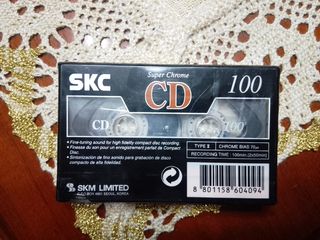 SKC
Super Chrome
CD
100
CD
100
• Fine-tuning sound for high fidelity compact disc recording.
• Finesse du son pour un enregistrement parfait de Compact Disc.
• Sintonización de fino sonido para grabación de disco compacto de alta fidelidad.
TYPE II
CHROME BIAS 70µs
RECORDING TIME : 100min.(2x50min)
SKM LIMITED
SEOUL, KOREA
8 801158 604094